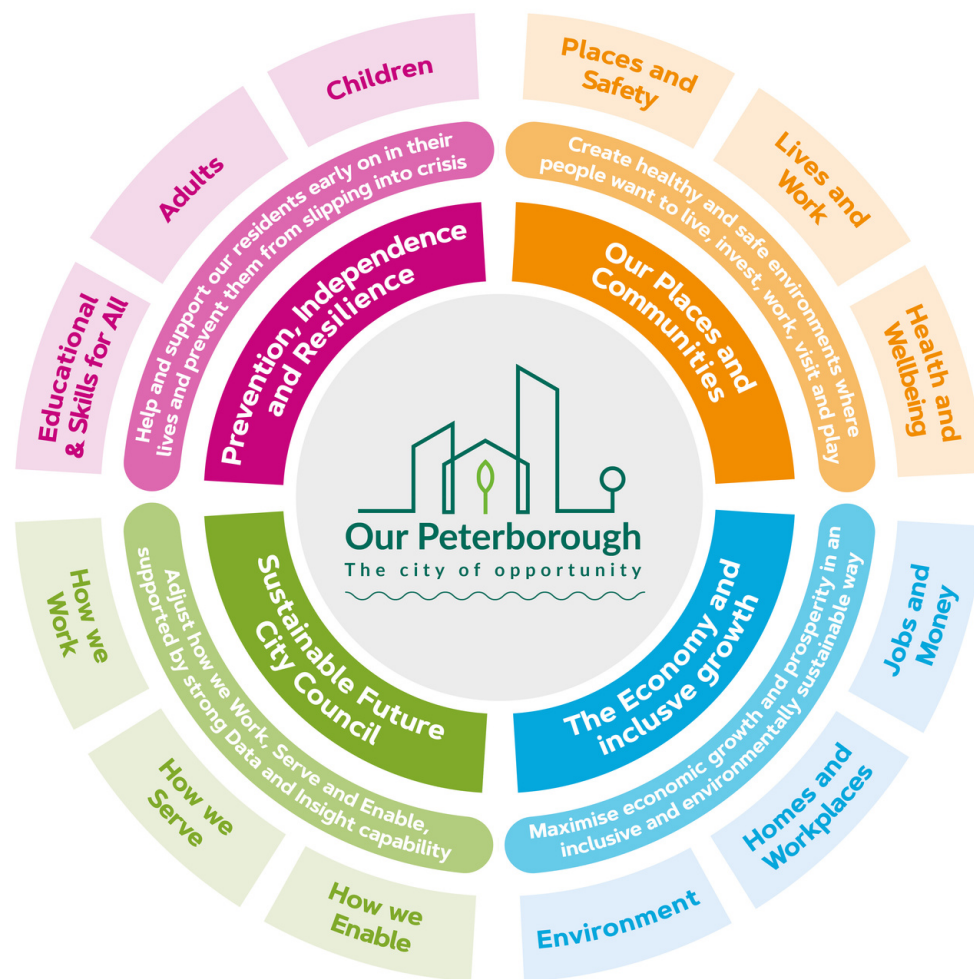 Our Peterborough
The city of opportunity
Prevention, Independence
and Resilience
Help and support our residents early on in their
lives and prevent them from slipping into crisis
Educational
& Skills for All
Adults
Children
Our Places and
Communities
Create healthy and safe environments where
people want to live, invest, work, visit and play
Places and
Safety
Lives and
Work
Health and
Wellbeing
The Economy and
inclusive growth
Maximise economic growth and prosperity in an
inclusive and environmentally sustainable way
Jobs and
Money
Homes and
Workplaces
Environment
Sustainable Future
City Council
Adjust how we Work, Serve and Enable,
supported by strong Data and Insight capability
How we
Enable
How we
Serve
How we
Work